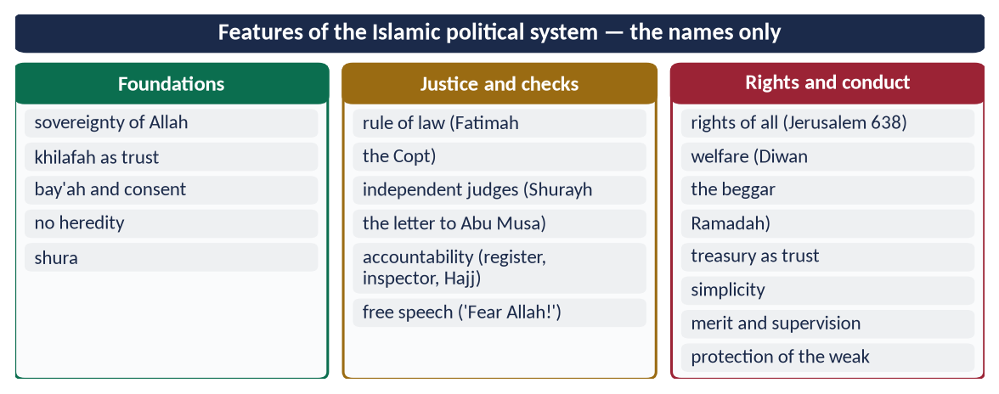 Features of the Islamic political system — the names only
Foundations
sovereignty of Allah
khilafah as trust
bay'ah and consent
no heredity
shura
Justice and checks
rule of law (Fatimah
the Copt)
independent judges (Shurayh
the letter to Abu Musa)
accountability (register,
inspector, Hajj)
free speech ('Fear Allah!')
Rights and conduct
rights of all (Jerusalem 638)
welfare (Diwan
the beggar
Ramadah)
treasury as trust
simplicity
merit and supervision
protection of the weak